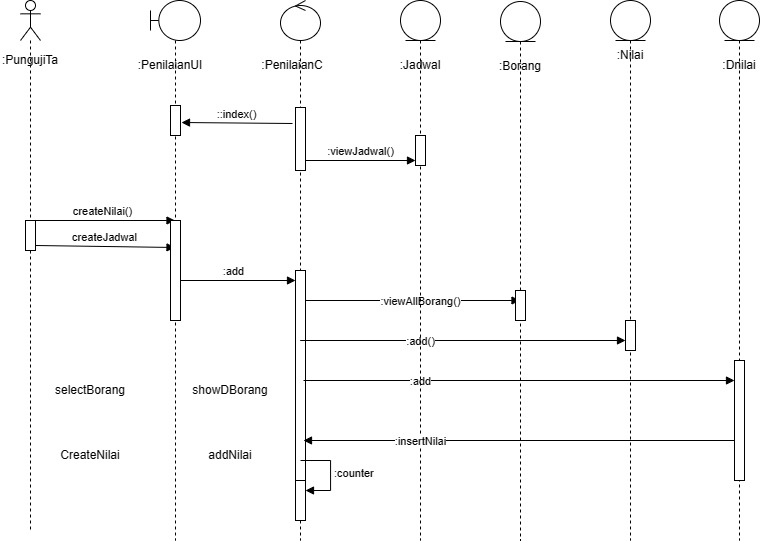 :PungujiTa
:PenilaianUI
:PenilaianC
:Jadwal
:Borang
:Nilai
:Dnilai
::index()
:viewJadwal()
createNilai()
createJadwal
:add
:viewAllBorang()
:add()
:add
selectBorang
showDBorang
:insertNilai
CreateNilai
addNilai
:counter